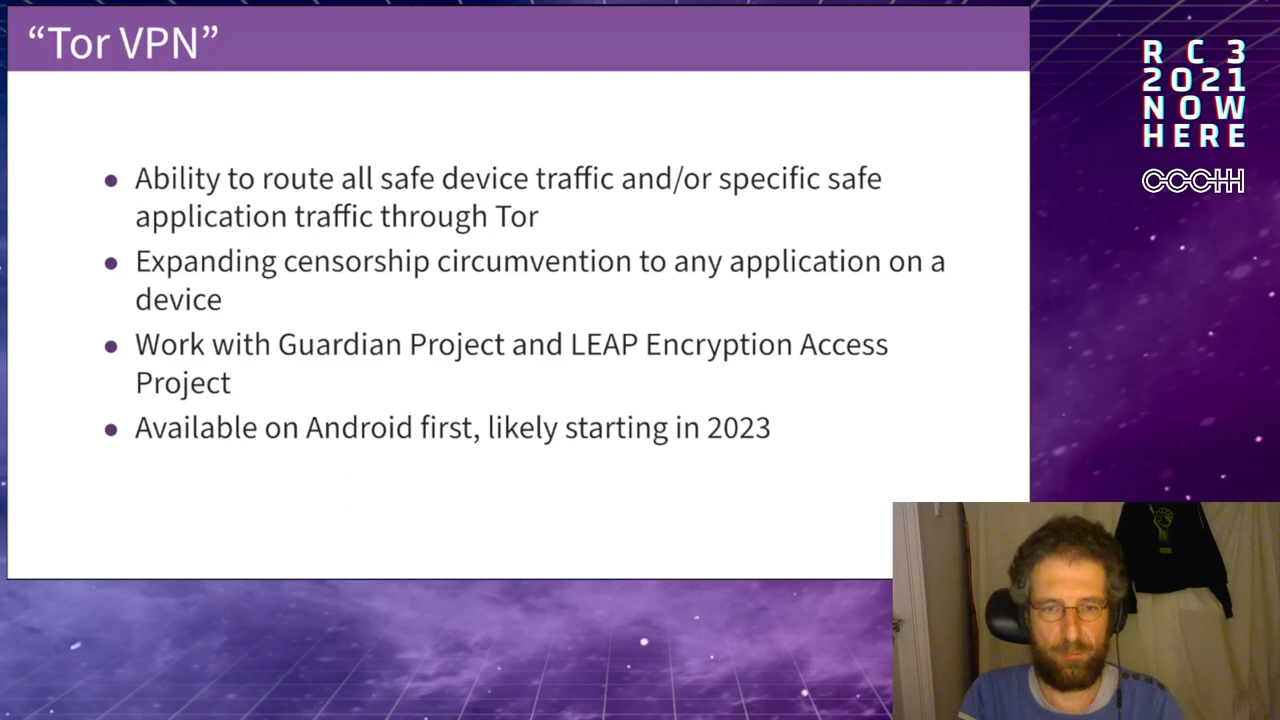 “Tor VPN”
● Ability to route all safe device traffic and/or specific safe
application traffic through Tor
● Expanding censorship circumvention to any application on a
device
● Work with Guardian Project and LEAP Encryption Access
Project
● Available on Android first, likely starting in 2023
R C 3
2021
NOW
HERE
CCCHH